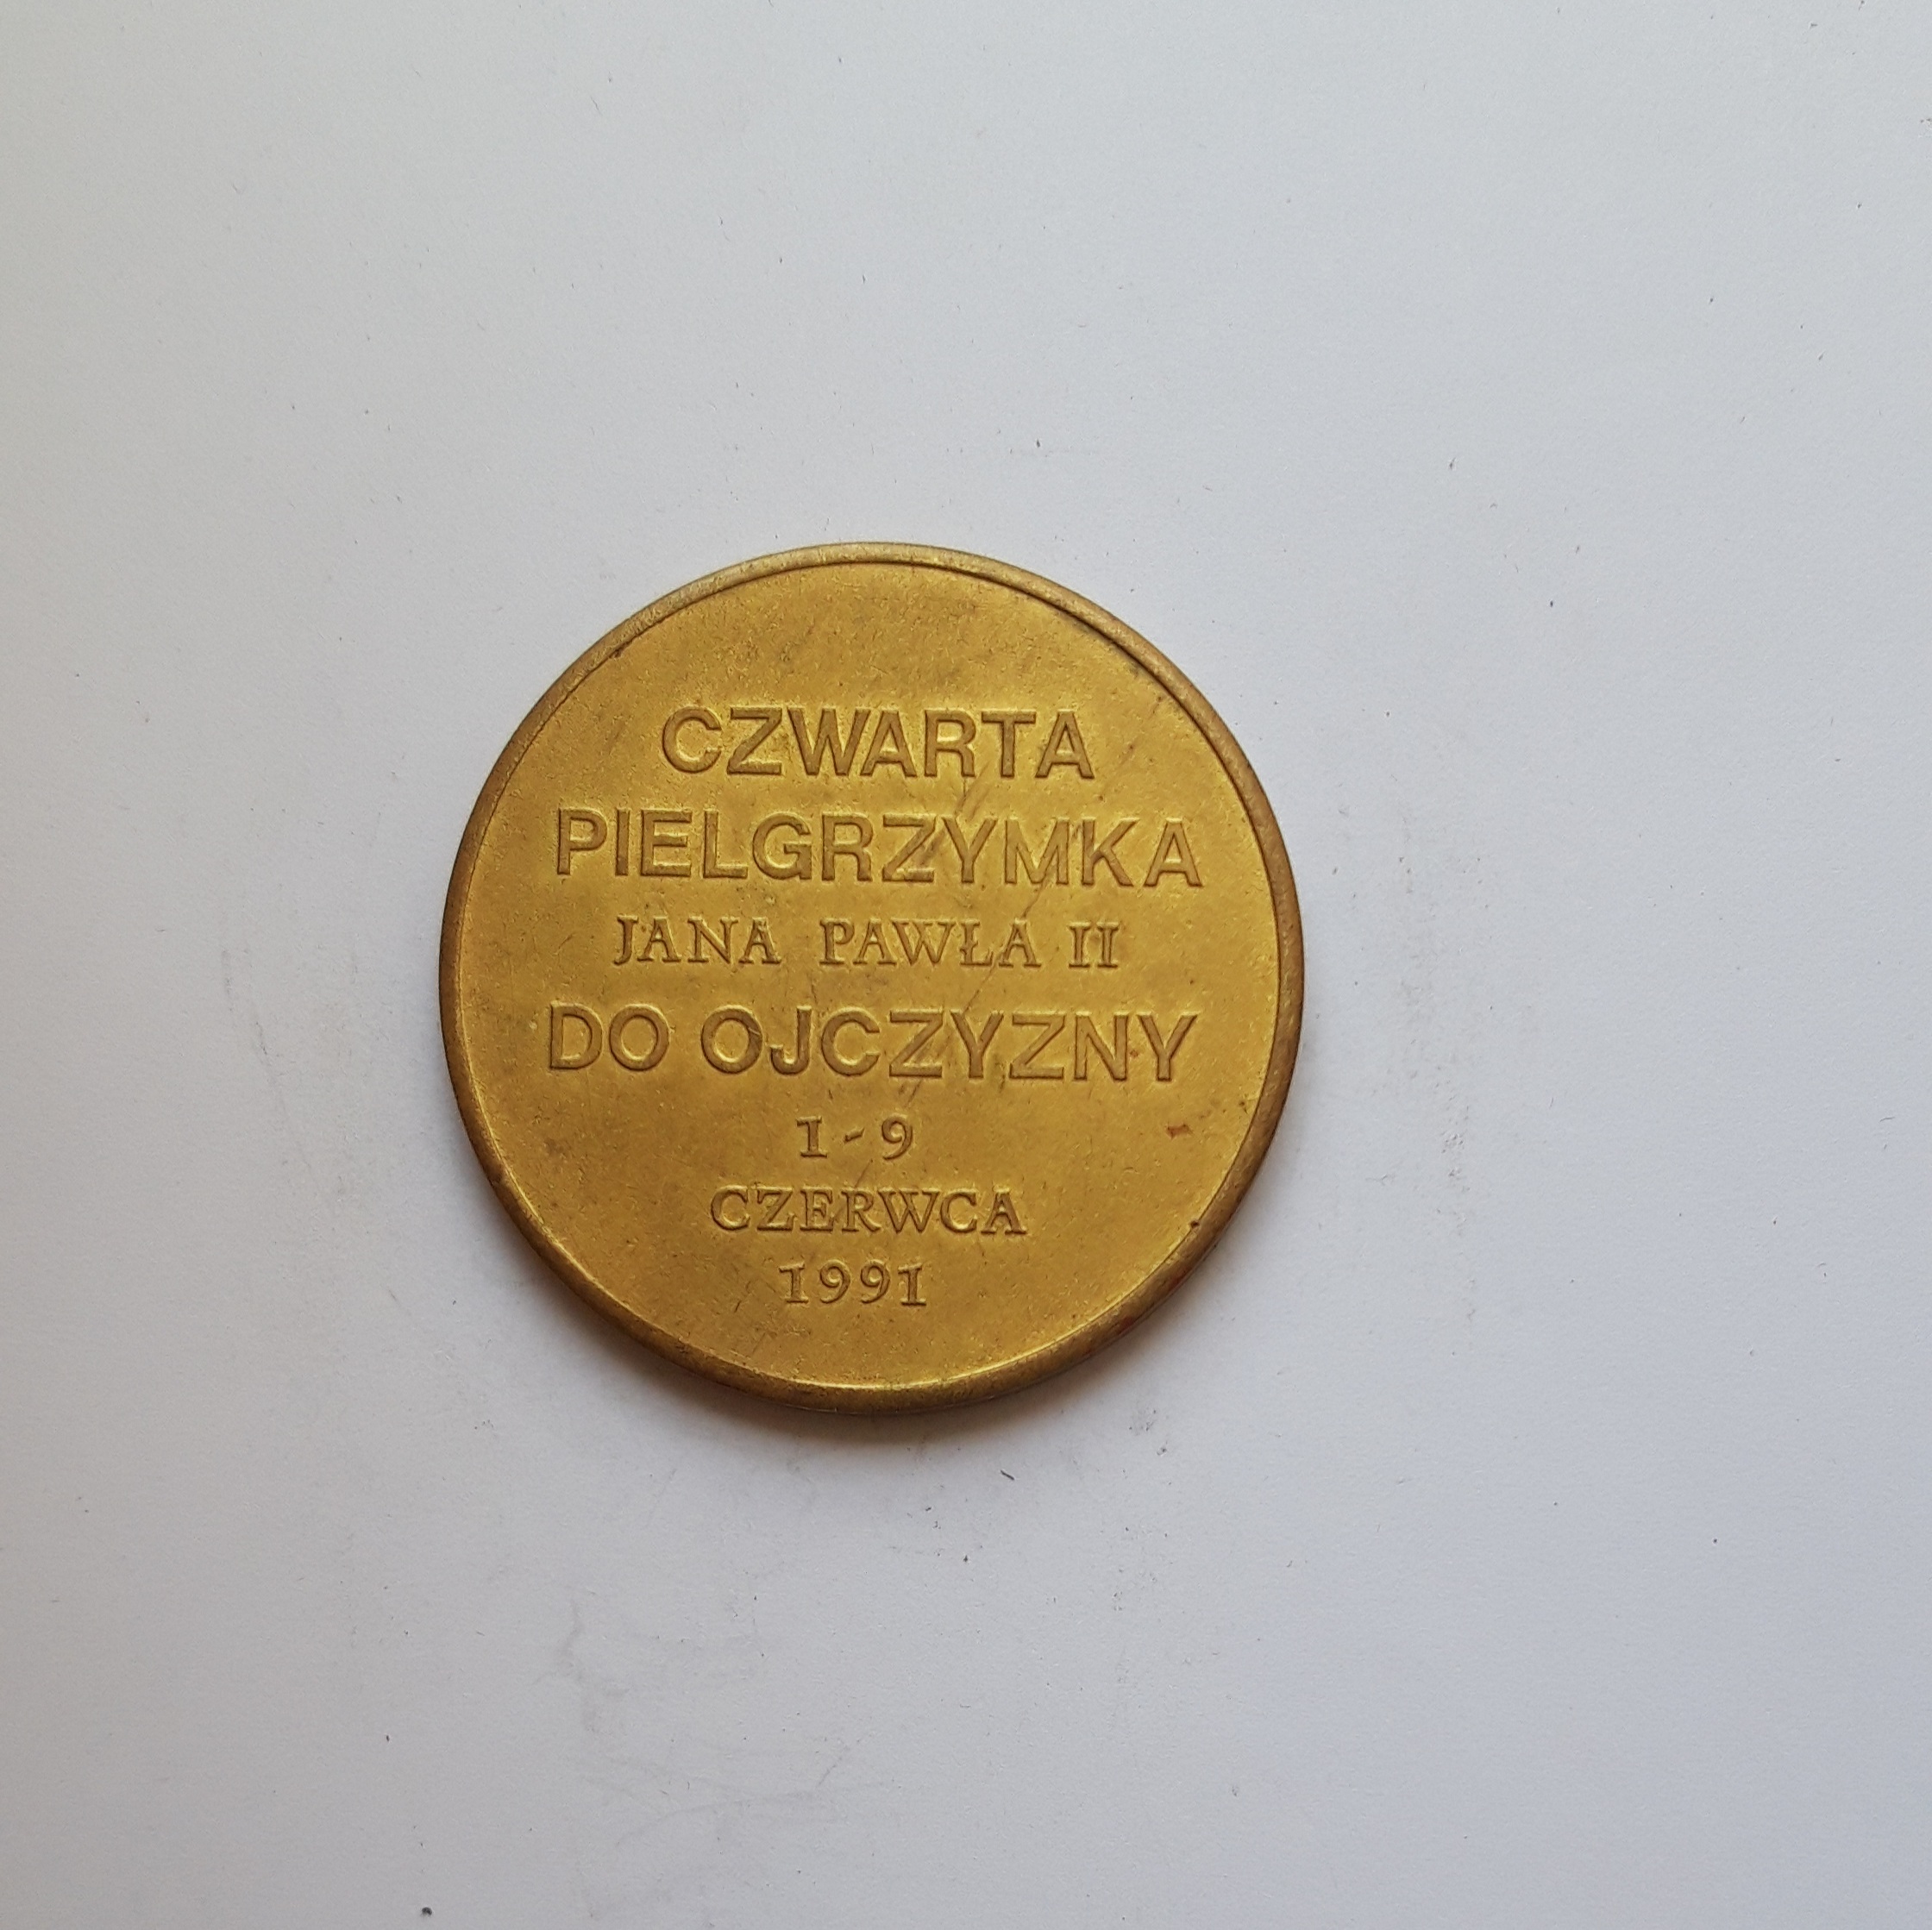 CZWARTA
PIELGRZYMKA
JANA PAWŁA II
DO OJCZYZNY
1-9
CZERWCA
1991